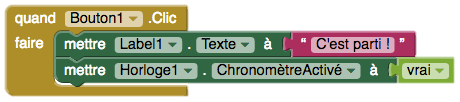 quand Bouton1 .Clic
faire mettre Label1 . Texte à " C'est parti ! "
mettre Horloge1 . ChronomètreActivé à vrai